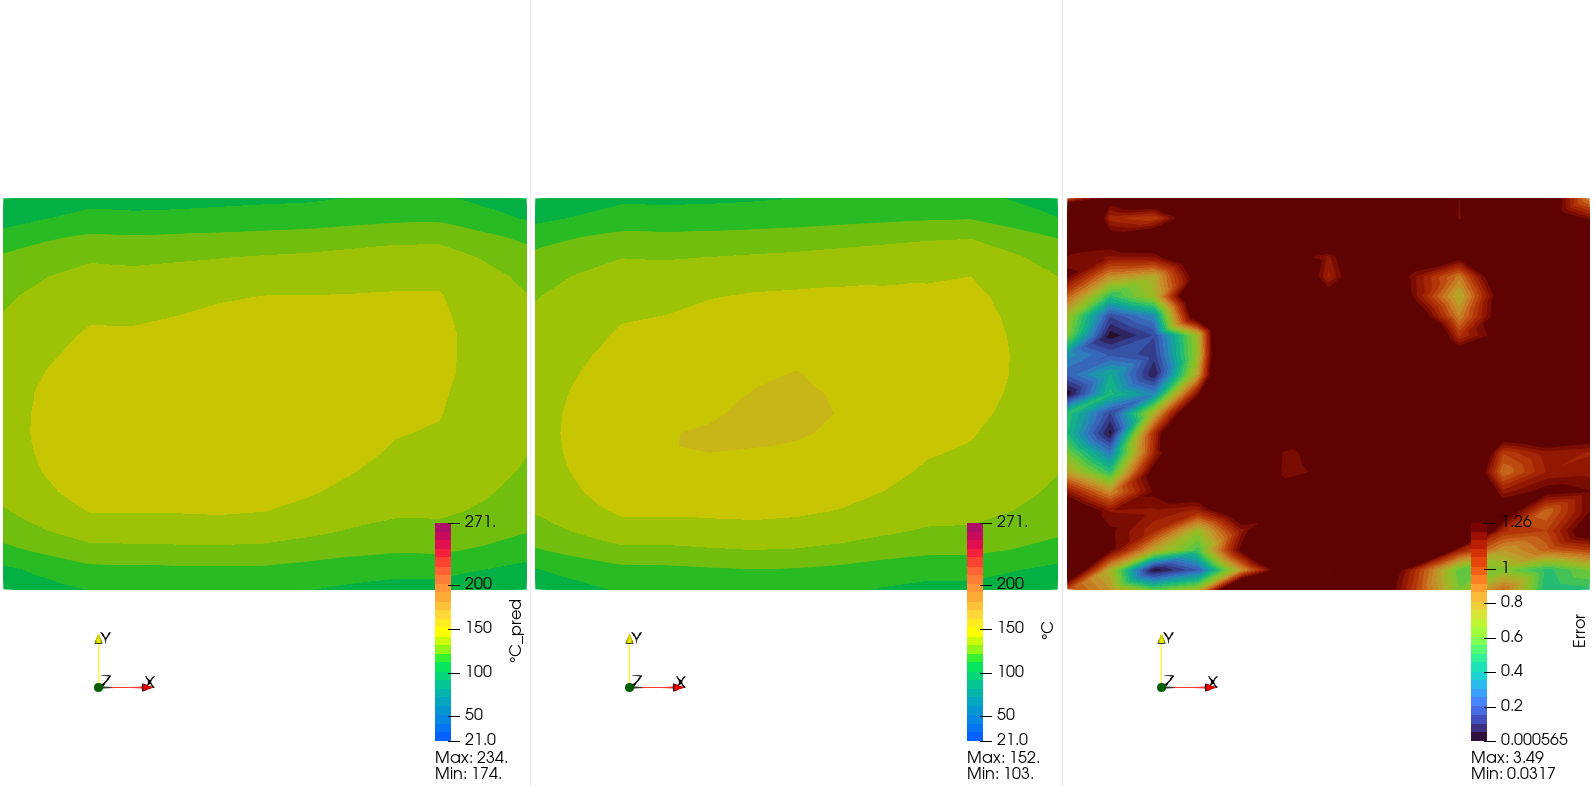 271.
200
150
100
50
21.0
°C_pred
Max: 234.
Min: 174.
Y
Z
X
271.
200
150
100
50
21.0
°C
Max: 152.
Min: 103.
Y
Z
X
1.26
1
0.8
0.6
0.4
0.2
0.000565
Error
Max: 3.49
Min: 0.0317
Y
Z
X